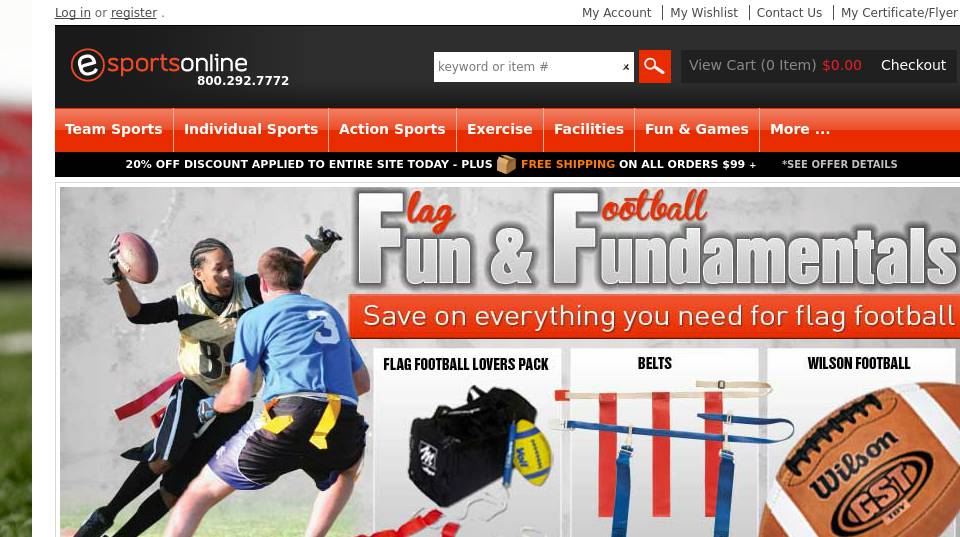 Log in or register .
My Account My Wishlist Contact Us My Certificate/Flyer
esportsonline
800.292.7772
keyword or item #
View Cart (0 Item) $0.00 Checkout
Team Sports Individual Sports Action Sports Exercise Facilities Fun & Games More ...
20% OFF DISCOUNT APPLIED TO ENTIRE SITE TODAY - PLUS FREE SHIPPING ON ALL ORDERS $99 + *SEE OFFER DETAILS
Flag Football
Fun & Fundamentals
Save on everything you need for flag football
FLAG FOOTBALL LOVERS PACK
BELTS
WILSON FOOTBALL
3
8
Voit
Wilson
GST
TDY